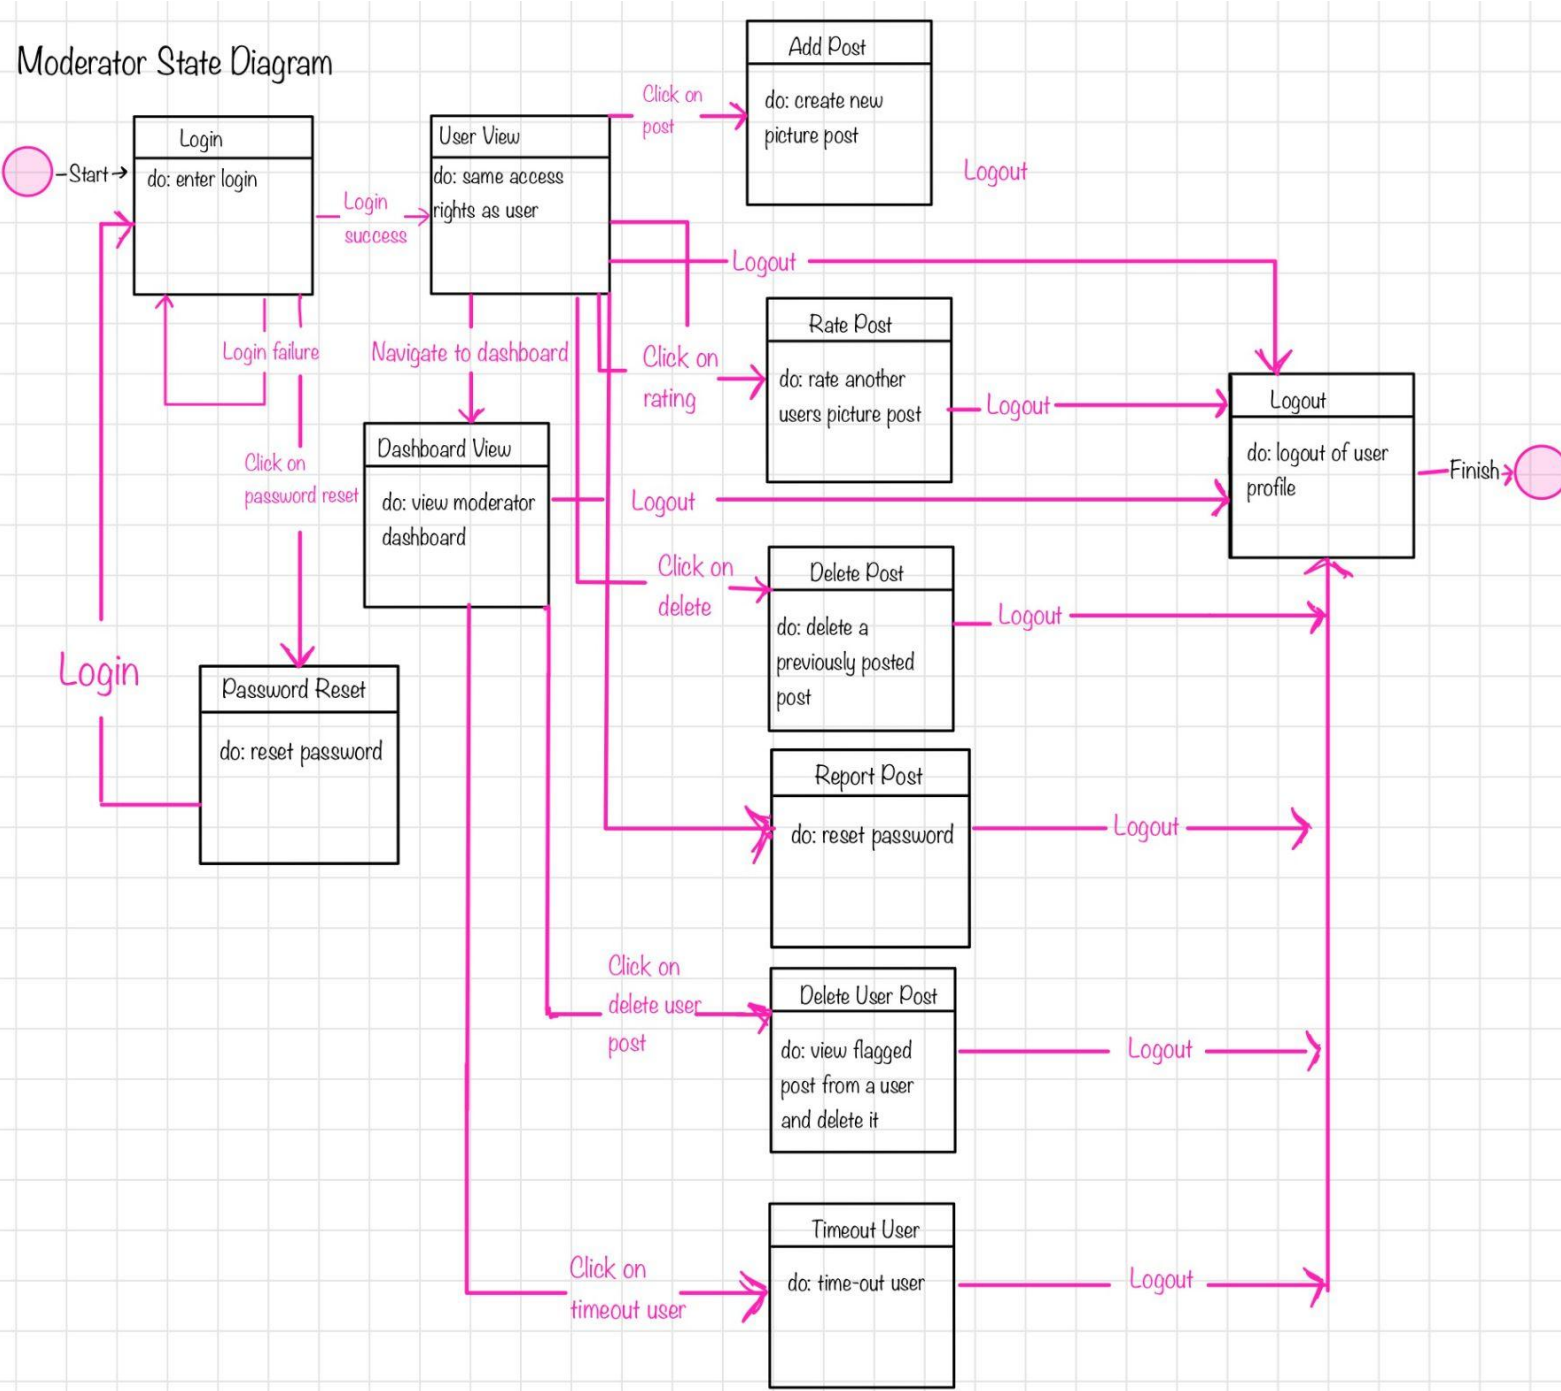 Moderator State Diagram
Start
Login
do: enter login
Login
success
User View
do: same access
rights as user
Click on
post
Add Post
do: create new
picture post
Logout
Logout
Login failure
Navigate to dashboard
Click on
rating
Rate Post
do: rate another
users picture post
Logout
Logout
do: logout of user
profile
Finish
Click on
password reset
Dashboard View
do: view moderator
dashboard
Logout
Click on
delete
Delete Post
do: delete a
previously posted
post
Logout
Login
Password Reset
do: reset password
Report Post
do: reset password
Logout
Click on
delete user
post
Delete User Post
do: view flagged
post from a user
and delete it
Logout
Click on
timeout user
Timeout User
do: time-out user
Logout